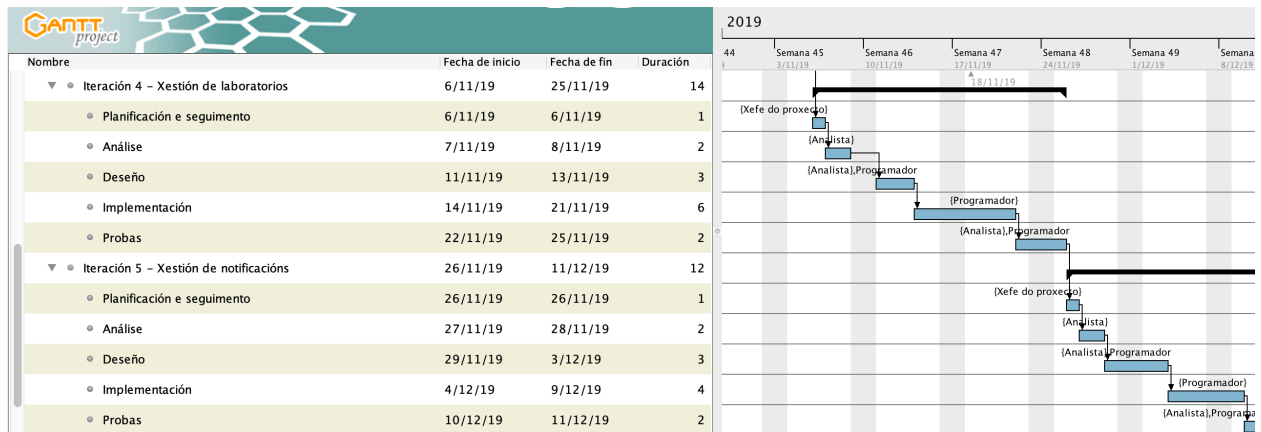 GANTT
project
2019
44
Semana 45
Semana 46
Semana 47
Semana 48
Semana 49
Semana
3/11/19
10/11/19
17/11/19
24/11/19
1/12/19
8/12/19
18/11/19
Nombre Fecha de inicio Fecha de fin Duración
Iteración 4 – Xestión de laboratorios 6/11/19 25/11/19 14
Planificación e seguimento 6/11/19 6/11/19 1
Análise 7/11/19 8/11/19 2
Deseño 11/11/19 13/11/19 3
Implementación 14/11/19 21/11/19 6
Probas 22/11/19 25/11/19 2
Iteración 5 – Xestión de notificacións 26/11/19 11/12/19 12
Planificación e seguimento 26/11/19 26/11/19 1
Análise 27/11/19 28/11/19 2
Deseño 29/11/19 3/12/19 3
Implementación 4/12/19 9/12/19 4
Probas 10/12/19 11/12/19 2
{Xefe do proxecto}
{Analista}
{Analista},Programador
{Programador}
{Analista},Programador
{Xefe do proxecto}
{Analista}
{Analista},Programador
{Programador}
{Analista},Programa